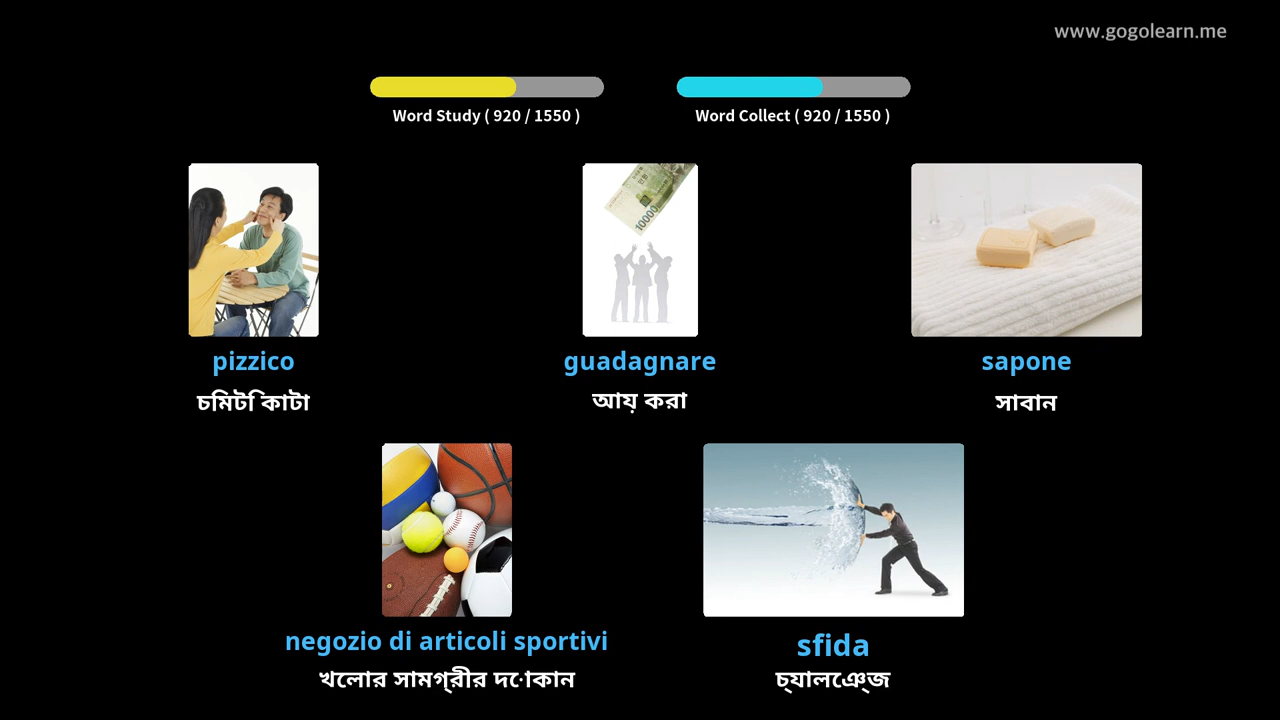 www.gogolearn.me
Word Study ( 920 / 1550 )
Word Collect ( 920 / 1550 )
10000
pizzico
চিমটি কাটা
guadagnare
আয় করা
sapone
সাবান
negozio di articoli sportivi
খেলার সামগ্রীর দোকান
sfida
চ্যালেঞ্জ